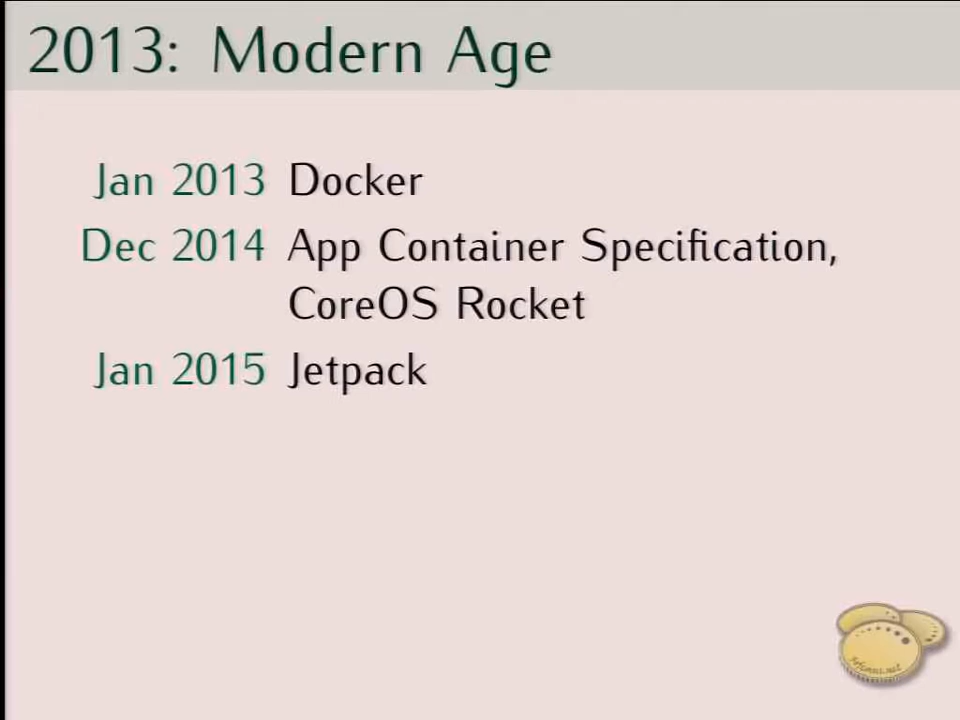 2013: Modern Age
Jan 2013 Docker
Dec 2014 App Container Specification,
CoreOS Rocket
Jan 2015 Jetpack